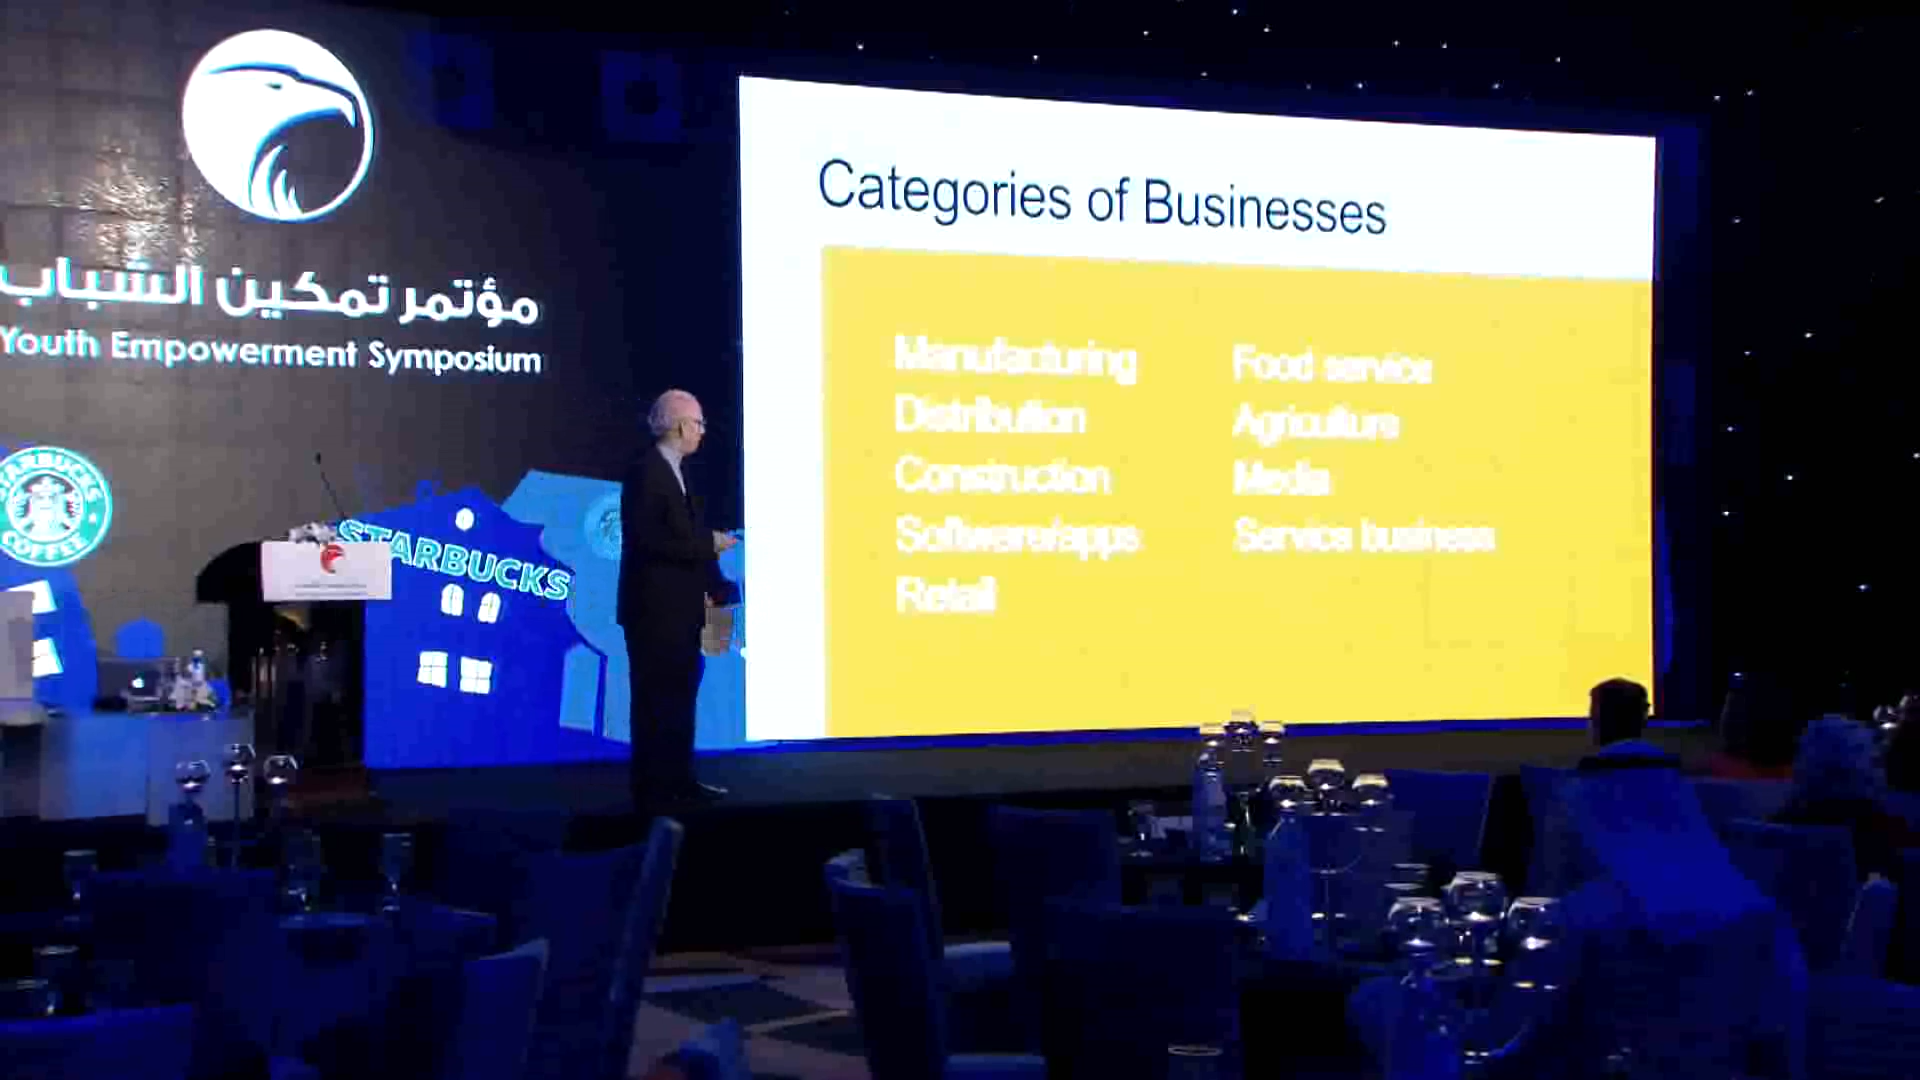 مؤتمر تمكين الشباب
Youth Empowerment Symposium
STARBUCKS
COFFEE
STARBUCKS
Categories of Businesses
Manufacturing
Distribution
Construction
Software/apps
Retail
Food service
Agriculture
Media
Service business